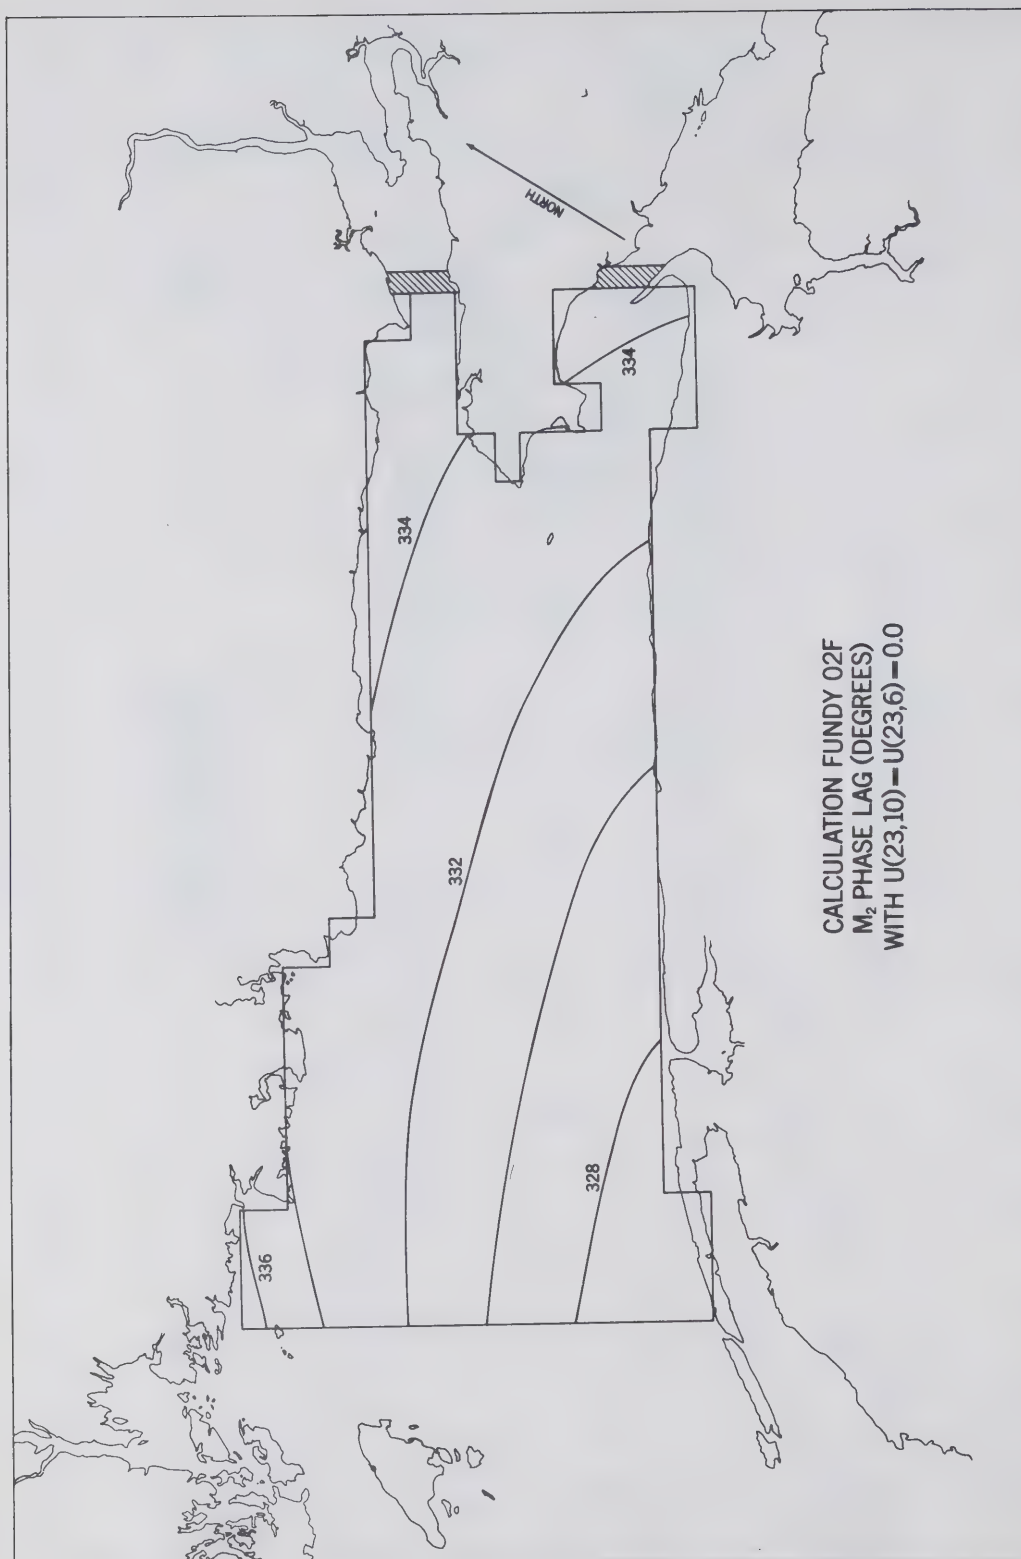 NORTH
334
334
332
328
336
CALCULATION FUNDY 02F
M₂ PHASE LAG (DEGREES)
WITH U(23,10)=U(23,6)=0.0